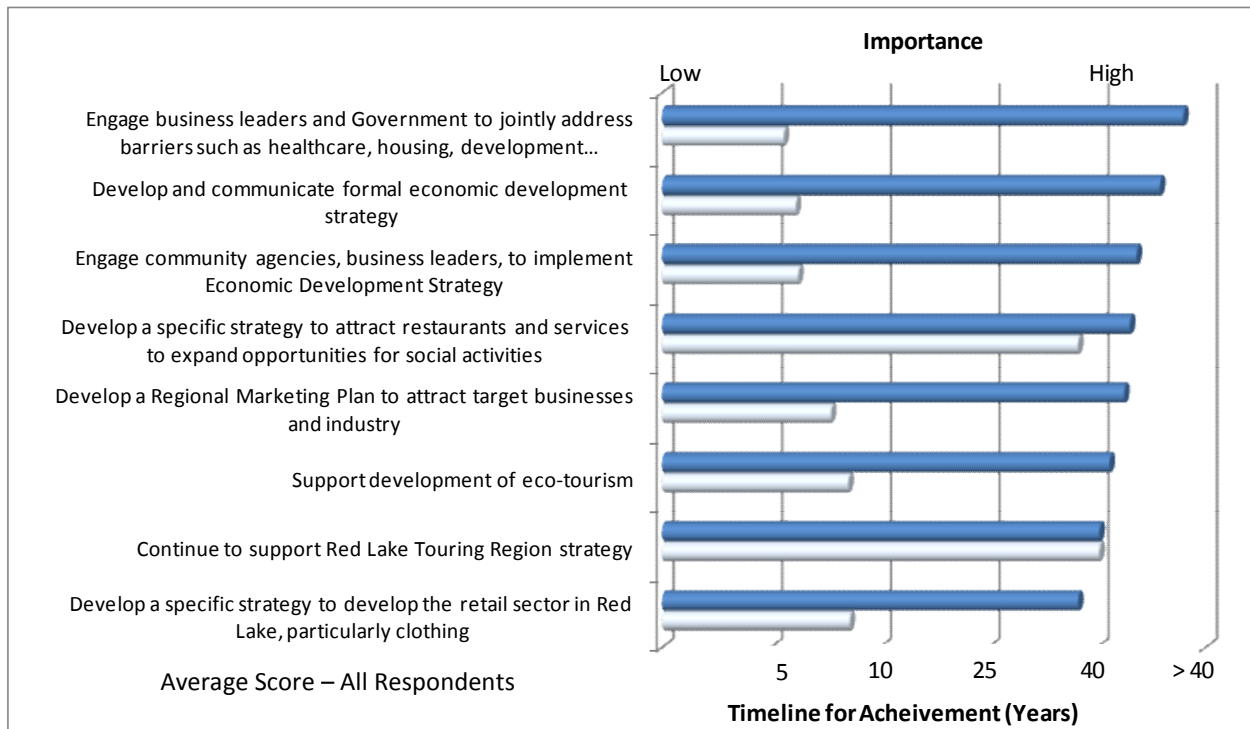 Importance
Low High
Engage business leaders and Government to jointly address
barriers such as healthcare, housing, development...
Develop and communicate formal economic development
strategy
Engage community agencies, business leaders, to implement
Economic Development Strategy
Develop a specific strategy to attract restaurants and services
to expand opportunities for social activities
Develop a Regional Marketing Plan to attract target businesses
and industry
Support development of eco-tourism
Continue to support Red Lake Touring Region strategy
Develop a specific strategy to develop the retail sector in Red
Lake, particularly clothing
5 10 25 40 > 40
Average Score – All Respondents
Timeline for Acheivement (Years)